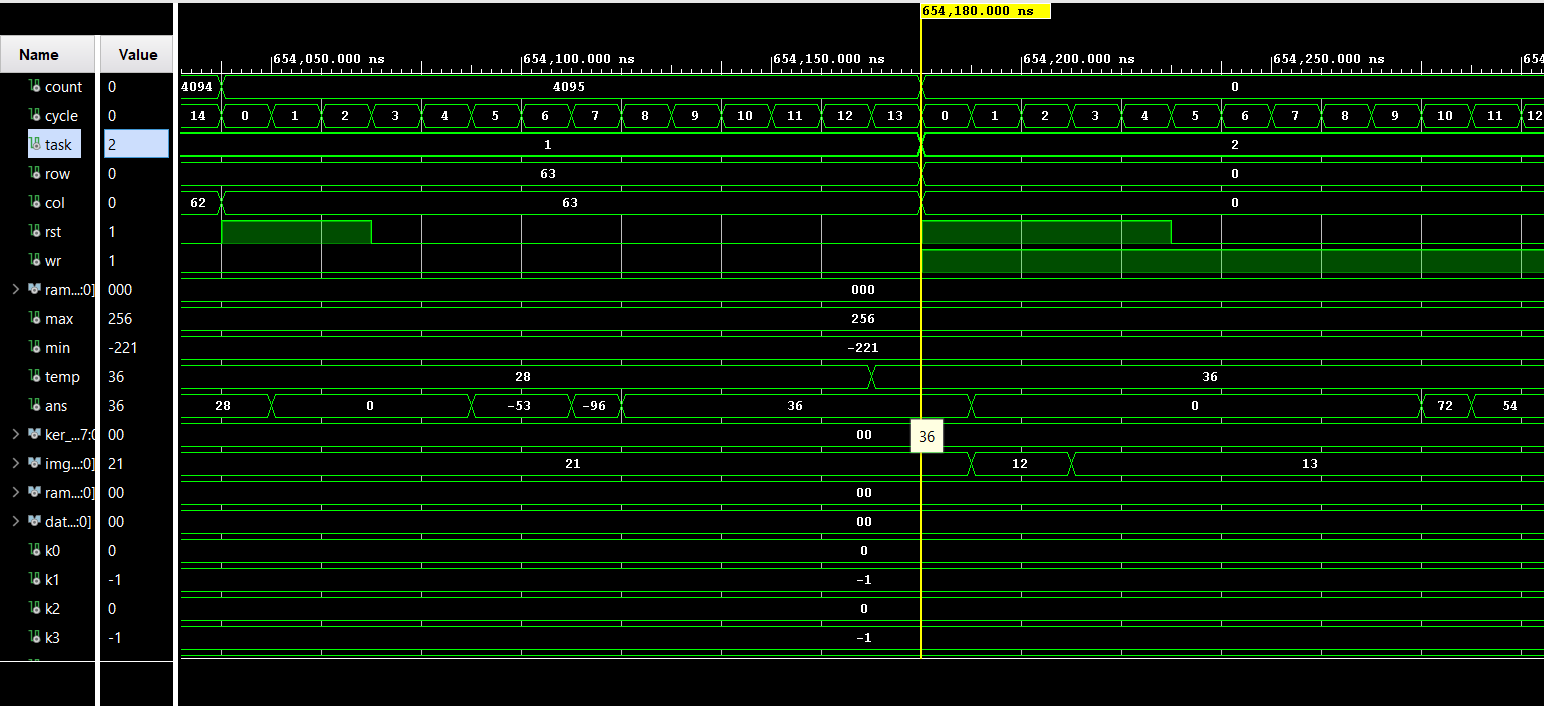 654,180.000 ns
Name Value 654,050.000 ns 654,100.000 ns 654,150.000 ns 654,200.000 ns 654,250.000 ns 654
count 0 4094 4095 0
cycle 0 14 0 1 2 3 4 5 6 7 8 9 10 11 12 13 0 1 2 3 4 5 6 7 8 9 10 11 12
task 2 1 2
row 0 63 0
col 0 62 63 0
rst 1
wr 1
ram...:0] 000 000
max 256 256
min -221 -221
temp 36 28 36
ans 36 28 0 -53 -96 36 0 72 54
ker_...7:0 00 00 36
img...:0] 21 21 12 13
ram...:0] 00 00
dat...:0] 00 00
k0 0 0
k1 -1 -1
k2 0 0
k3 -1 -1